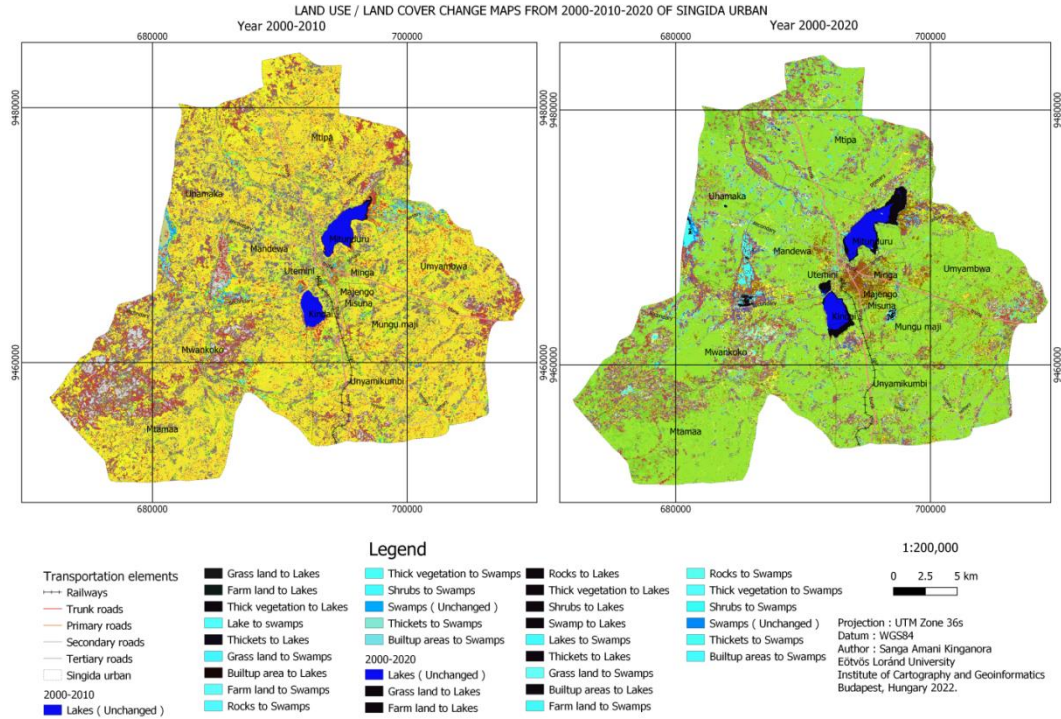 LAND USE / LAND COVER CHANGE MAPS FROM 2000-2010-2020 OF SINGIDA URBAN
Year 2000-2010
Year 2000-2020
680000
700000
680000
700000
9480000
9480000
9480000
9460000
9460000
9460000
Mtipa
Uhamaka
Mandewa
Mitunduru
Utemini
Minga
Umyambwa
Majengo
Misuna
Kindai
Mungu maji
Mwankoko
Unyamikumbi
Mtamaa
Mtipa
Uhamaka
Mandewa
Mitunduru
Utemini
Minga
Umyambwa
Majengo
Misuna
Kindai
Mungu maji
Mwankoko
Unyamikumbi
Mtamaa
680000
700000
680000
700000
Legend
Transportation elements
Railways
Trunk roads
Primary roads
Secondary roads
Tertiary roads
Singida urban
2000-2010
Lakes ( Unchanged )
Grass land to Lakes
Farm land to Lakes
Thick vegetation to Lakes
Lake to swamps
Thickets to Lakes
Grass land to Swamps
Builtup area to Lakes
Farm land to Swamps
Rocks to Swamps
Thick vegetation to Swamps
Shrubs to Swamps
Swamps ( Unchanged )
Thickets to Swamps
Builtup areas to Swamps
2000-2020
Lakes ( Unchanged )
Grass land to Lakes
Farm land to Lakes
Rocks to Lakes
Thick vegetation to Lakes
Shrubs to Lakes
Swamp to Lakes
Lakes to Swamps
Thickets to Lakes
Grass land to Swamps
Builtup areas to Lakes
Farm land to Swamps
Rocks to Swamps
Thick vegetation to Swamps
Shrubs to Swamps
Swamps ( Unchanged )
Thickets to Swamps
Builtup areas to Swamps
1:200,000
0 2.5 5 km
Projection : UTM Zone 36s
Datum : WGS84
Author : Sanga Amani Kinganora
Eötvös Loránd University
Institute of Cartography and Geoinformatics
Budapest, Hungary 2022.